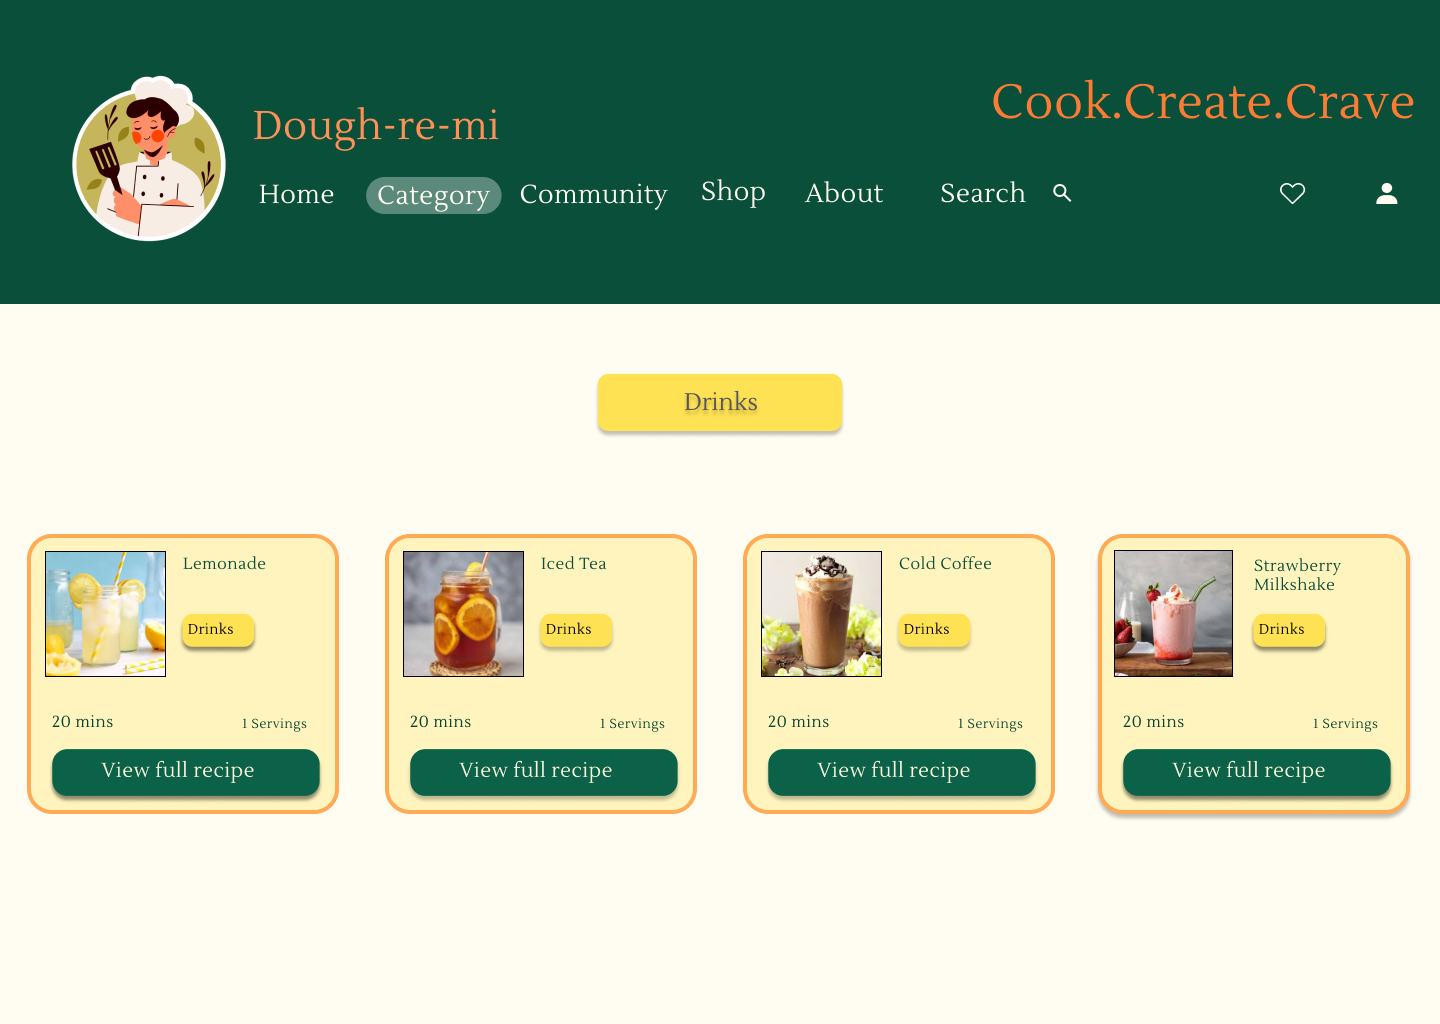 Cook.Create.Crave
Dough-re-mi
Home Category Community Shop About Search
Drinks
Lemonade
Drinks
20 mins 1 Servings
View full recipe
Iced Tea
Drinks
20 mins 1 Servings
View full recipe
Cold Coffee
Drinks
20 mins 1 Servings
View full recipe
Strawberry
Milkshake
Drinks
20 mins 1 Servings
View full recipe